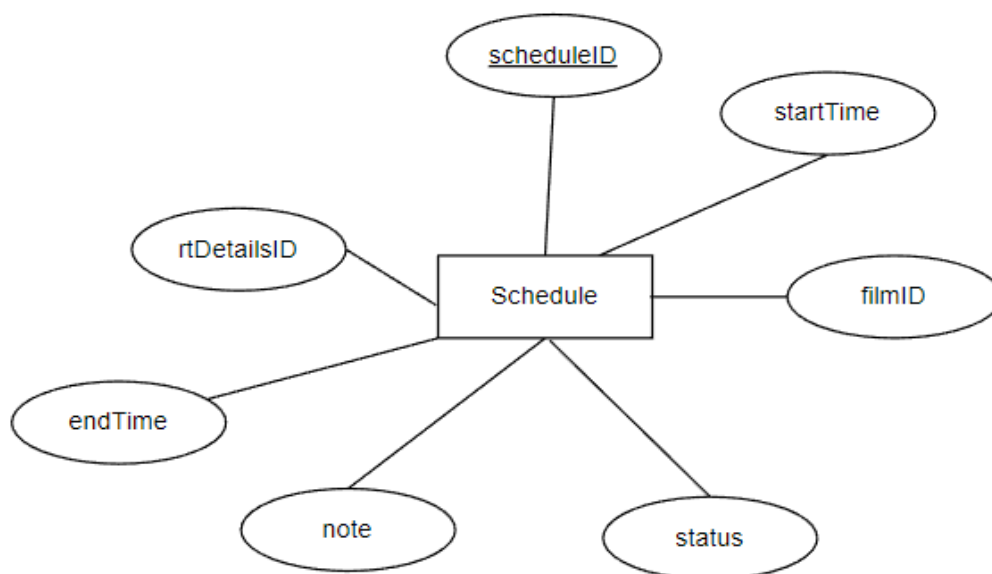 scheduleID
startTime
rtDetailsID
Schedule
filmID
endTime
note
status